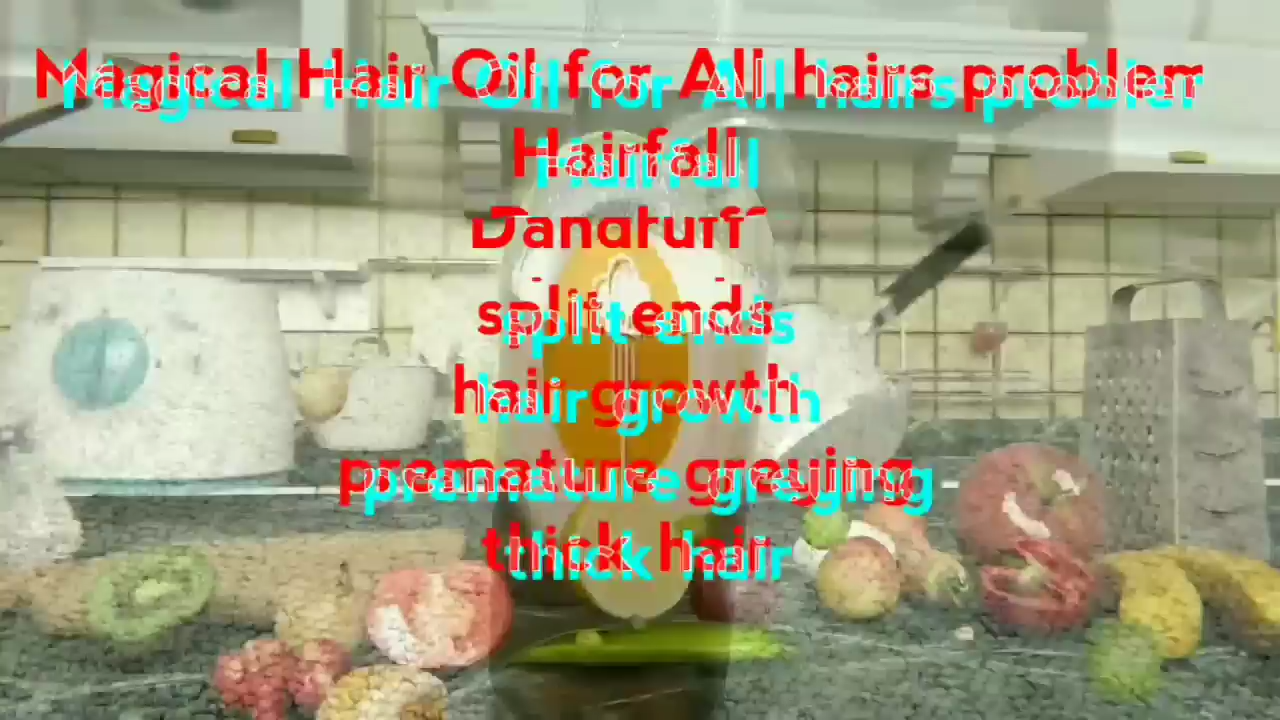 Magical Hair Oil for All hairs problem
Hairfall
Dandruff
split ends
hair growth
premature greying
thick hair